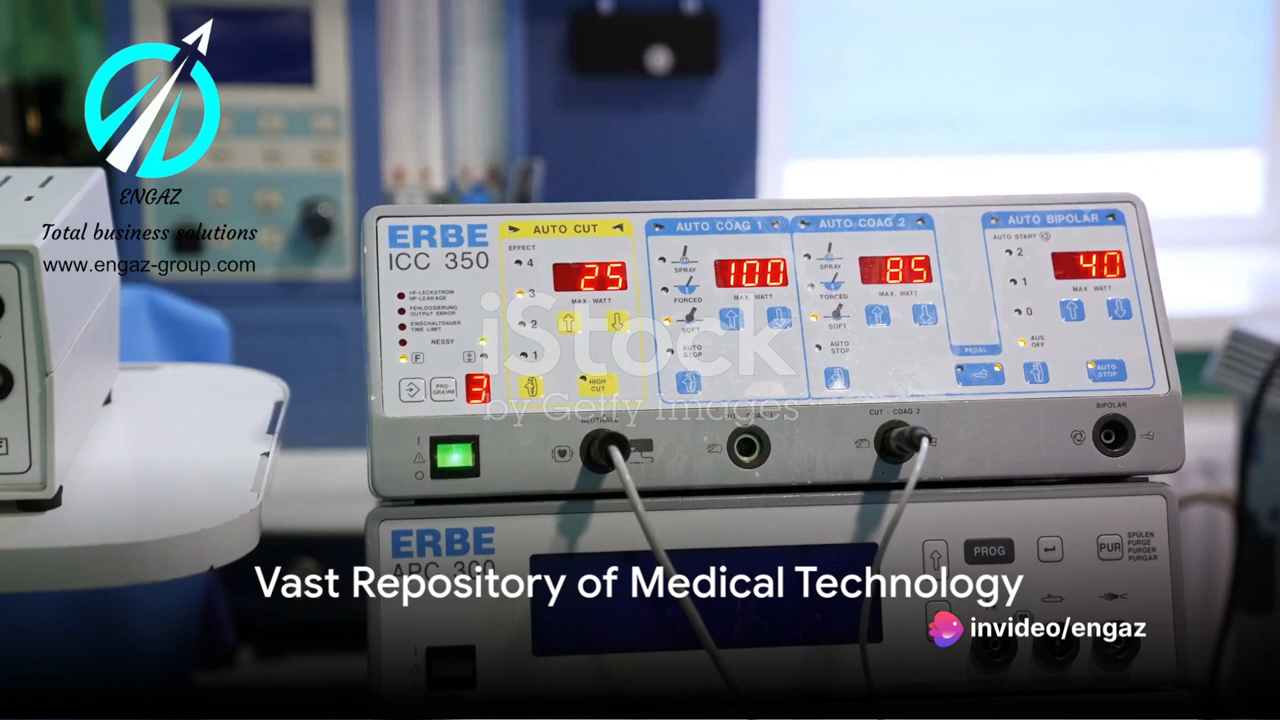 ENGAZ
Total business solutions
www.engaz-group.com
ERBE
ICC 350
HF-LECKSTROM
HF-LEAKAGE
FEHLDOSIERUNG
OUTPUT ERROR
EINSCHALTDAUER
TIME LIMIT
NESSY
F
PRO-
GRAMM
3
AUTO CUT
EFFECT
4
3
2
1
25
MAX. WATT
HIGH
CUT
AUTO COAG 1
SPRAY
FORCED
SOFT
AUTO
STOP
100
MAX. WATT
AUTO COAG 2
SPRAY
FORCED
SOFT
AUTO
STOP
85
MAX. WATT
PEDAL
AUTO BIPOLAR
AUTO START
2
1
0
AUS
OFF
40
MAX. WATT
AUTO
STOP
iStock
by Getty Images
NEUTRALE
CUT - COAG 2
BIPOLAR
ERBE
APC 300
PROG
PUR
SPÜLEN
PURGE
PURGER
PURGAR
Vast Repository of Medical Technology
invideo/engaz